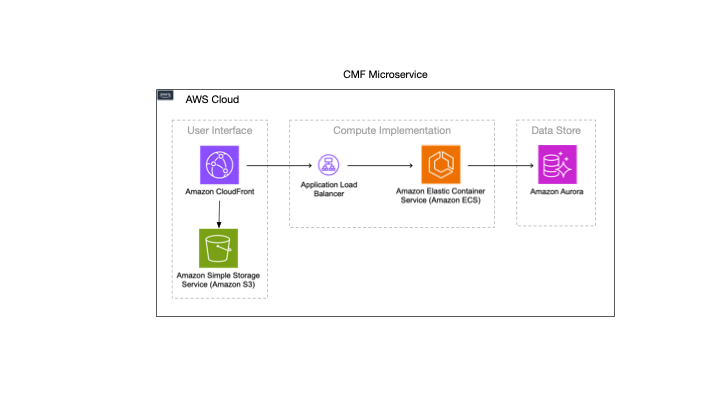 CMF Microservice
aws
AWS Cloud
User Interface
Compute Implementation
Data Store
Amazon CloudFront
Application Load
Balancer
Amazon Elastic Container
Service (Amazon ECS)
Amazon Aurora
Amazon Simple Storage
Service (Amazon S3)